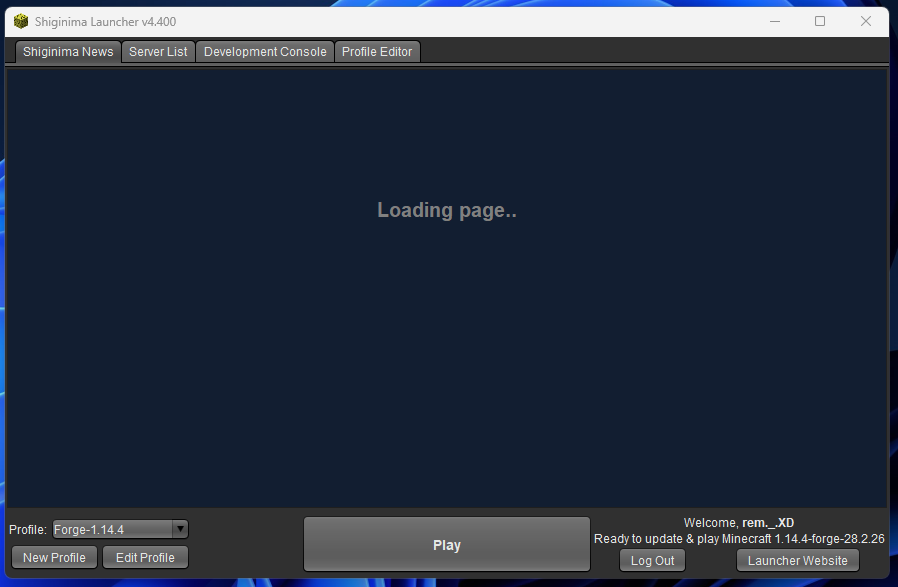 Shiginima Launcher v4.400
Shiginima News
Server List
Development Console
Profile Editor
Loading page..
Profile:
Forge-1.14.4
New Profile
Edit Profile
Play
Welcome, rem._.XD
Ready to update & play Minecraft 1.14.4-forge-28.2.26
Log Out
Launcher Website